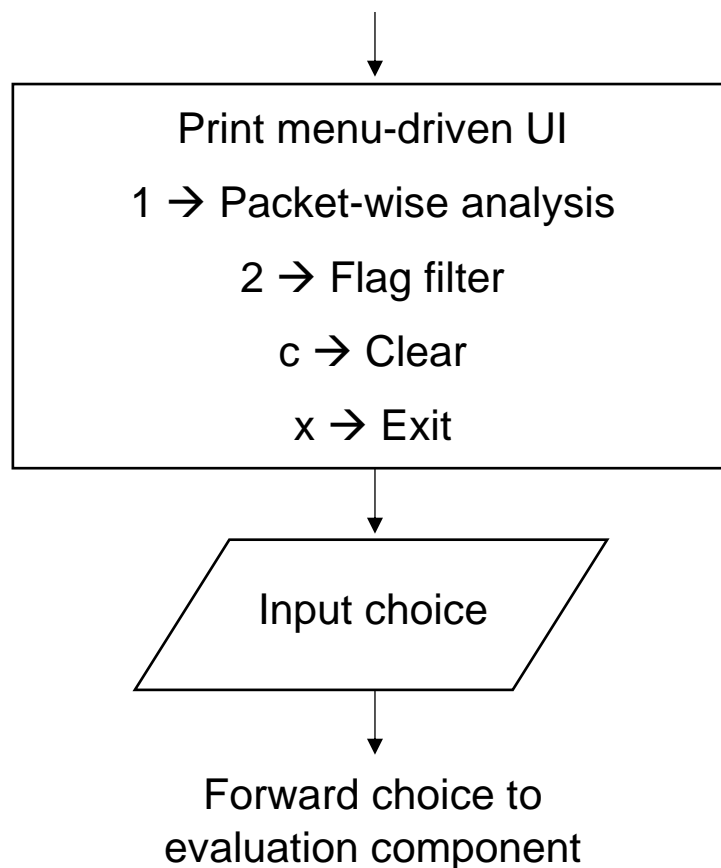 Print menu-driven UI
1 → Packet-wise analysis
2 → Flag filter
c → Clear
x → Exit
Input choice
Forward choice to
evaluation component